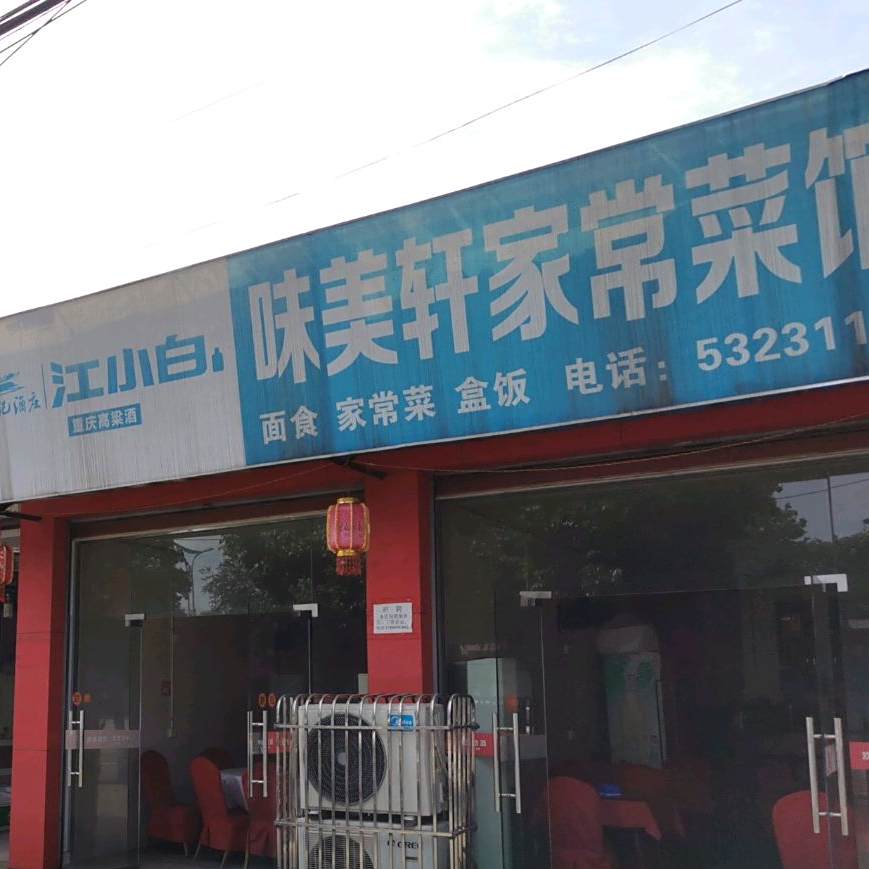 江小白
重庆高粱酒
味美轩家常菜馆
面食 家常菜 盒饭 电话：532311